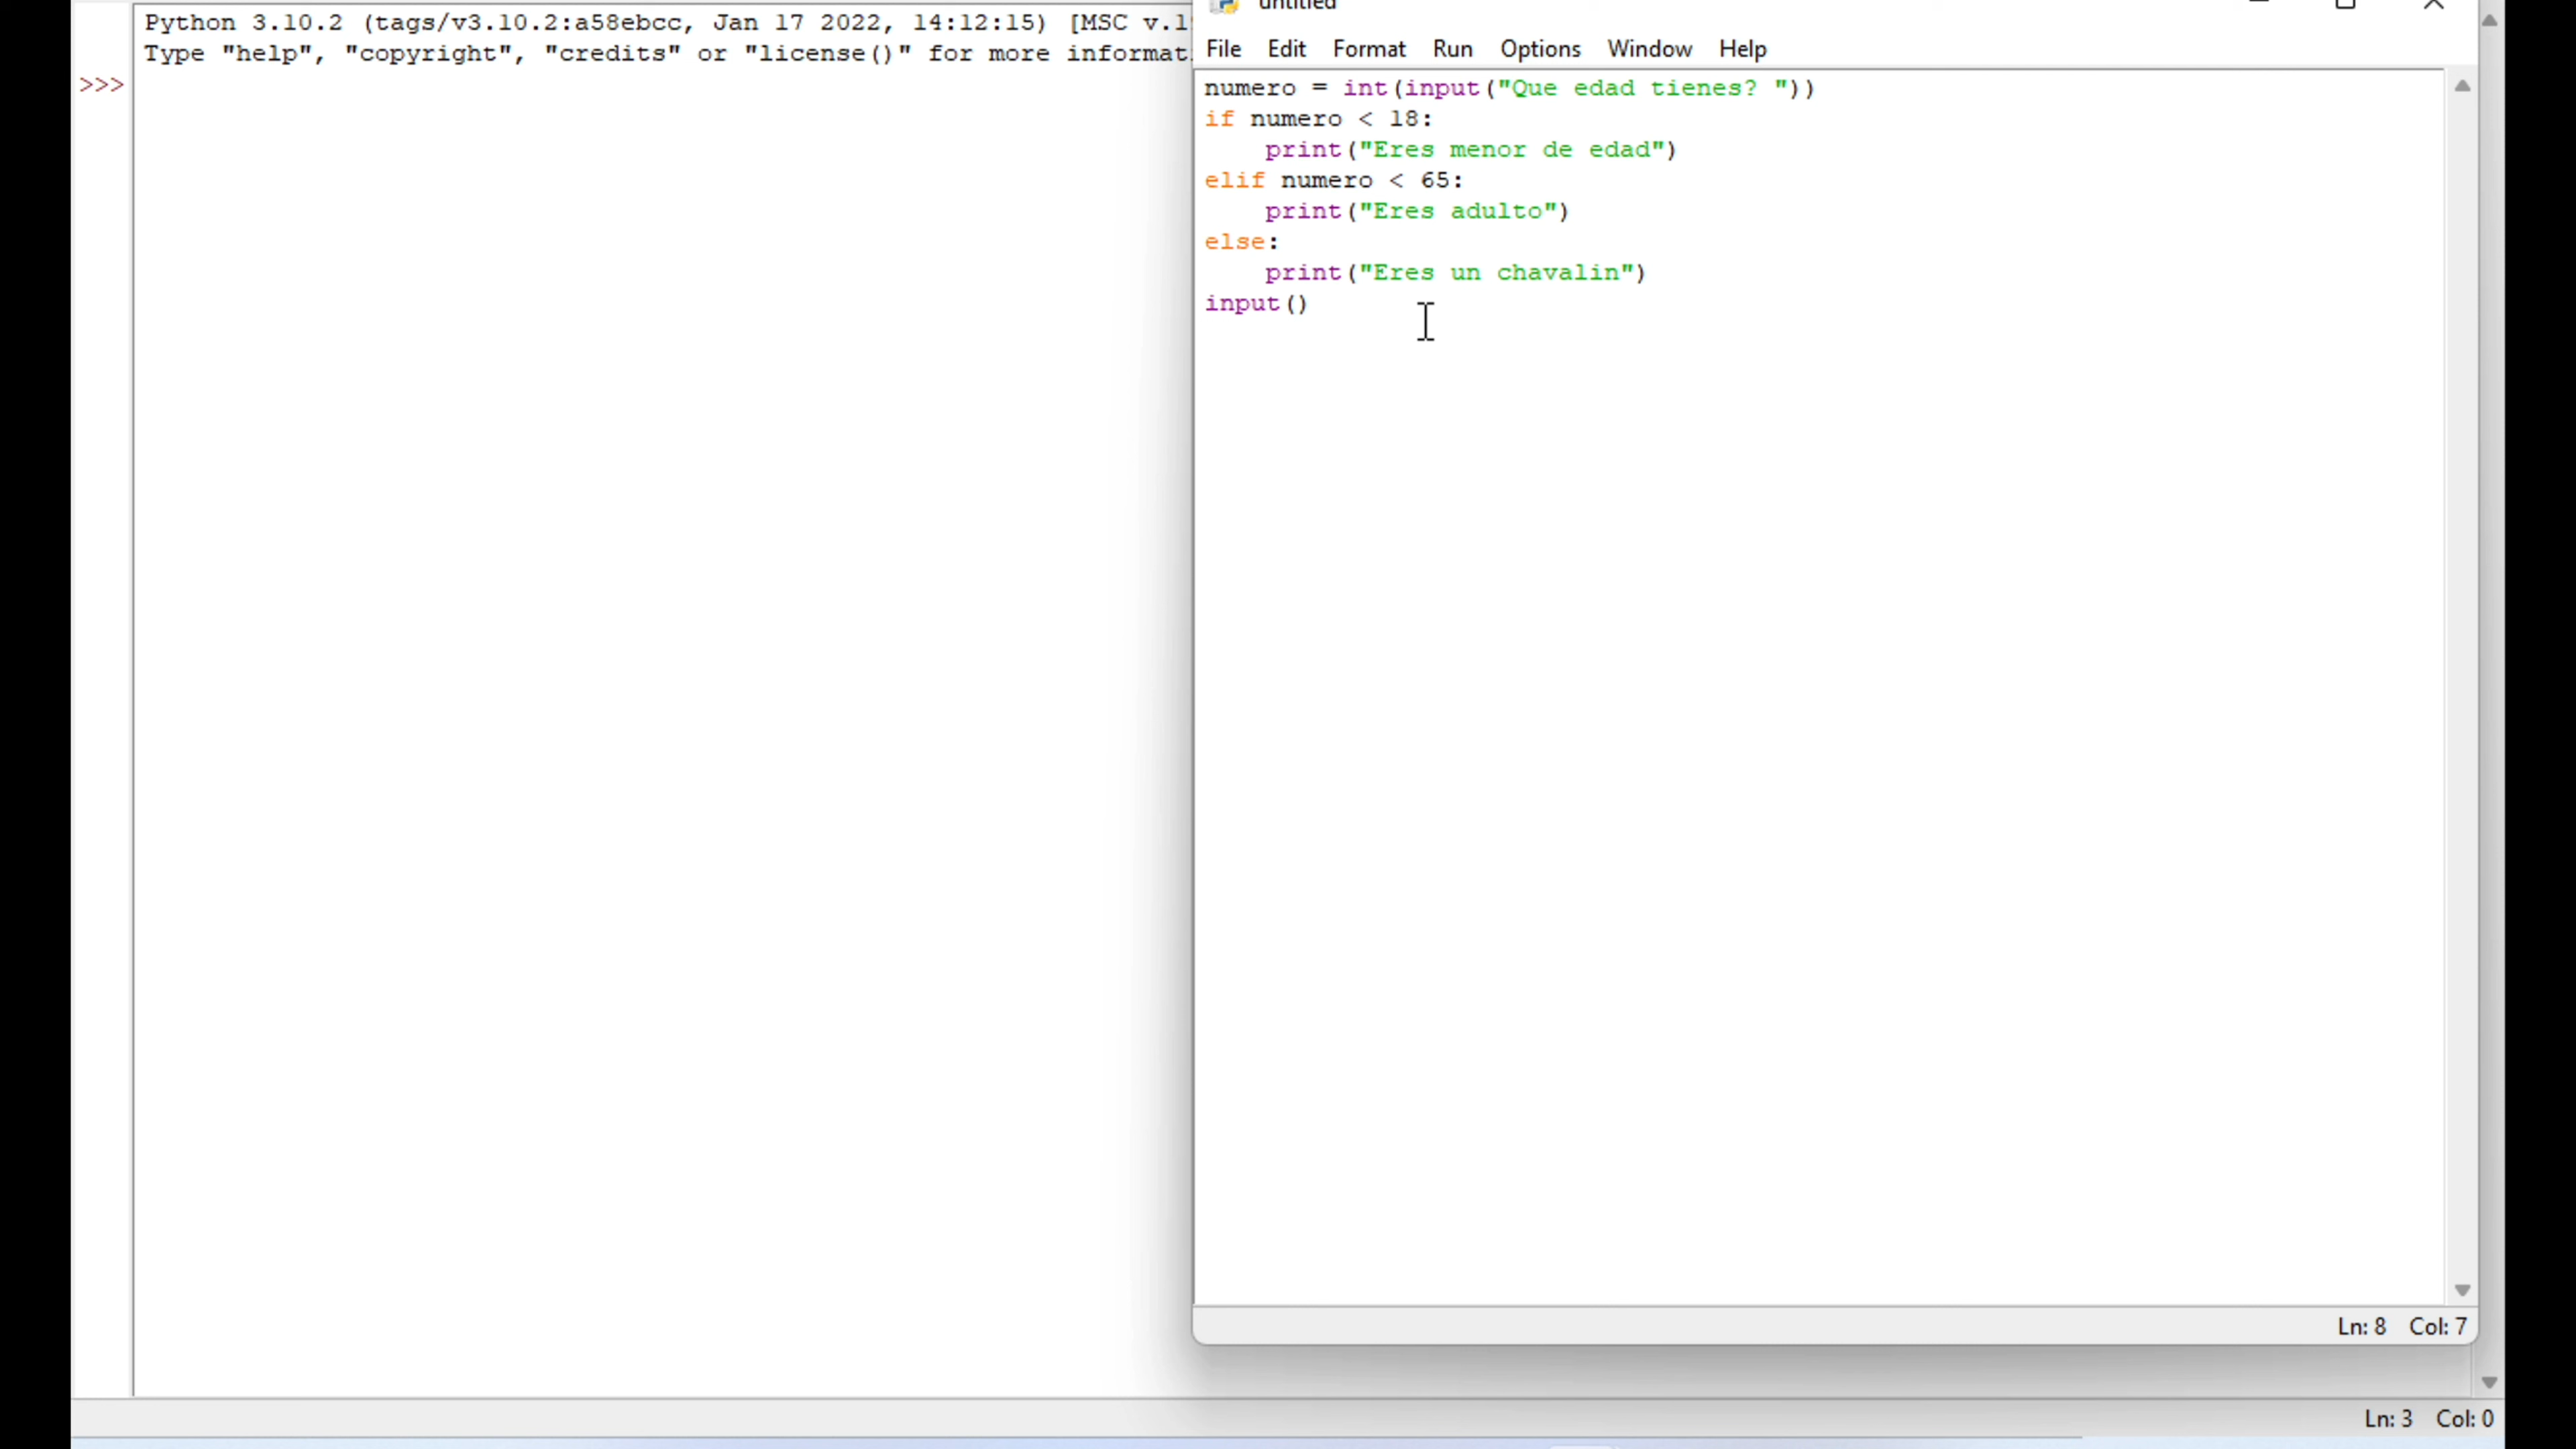 Python 3.10.2 (tags/v3.10.2:a58ebcc, Jan 17 2022, 14:12:15) [MSC v.1
Type "help", "copyright", "credits" or "license()" for more informat
>>>
Ln: 3 Col: 0
untitled
File Edit Format Run Options Window Help
numero = int(input("Que edad tienes? "))
if numero < 18:
    print("Eres menor de edad")
elif numero < 65:
    print("Eres adulto")
else:
    print("Eres un chavalin")
input()
Ln: 8 Col: 7